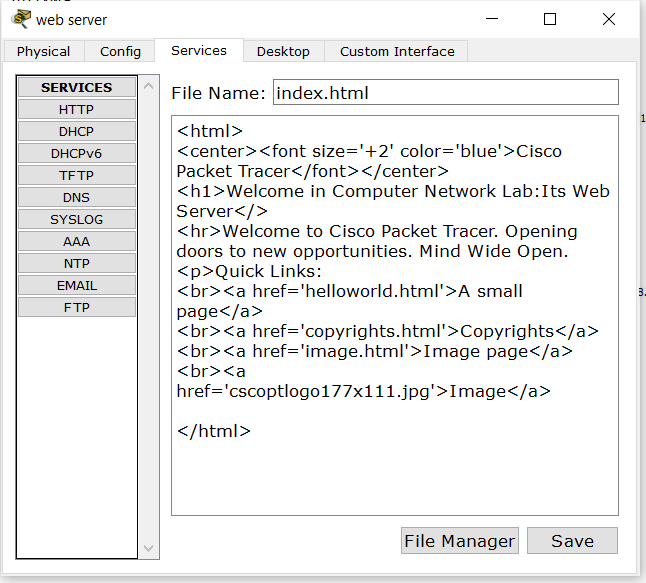 web server
Physical Config Services Desktop Custom Interface
SERVICES
HTTP
DHCP
DHCPv6
TFTP
DNS
SYSLOG
AAA
NTP
EMAIL
FTP
File Name: index.html
<html>
<center><font size='+2' color='blue'>Cisco
Packet Tracer</font></center>
<h1>Welcome in Computer Network Lab:Its Web
Server</>
<hr>Welcome to Cisco Packet Tracer. Opening
doors to new opportunities. Mind Wide Open.
<p>Quick Links:
<br><a href='helloworld.html'>A small
page</a>
<br><a href='copyrights.html'>Copyrights</a>
<br><a href='image.html'>Image page</a>
<br><a
href='cscoptlogo177x111.jpg'>Image</a>
</html>
File Manager Save